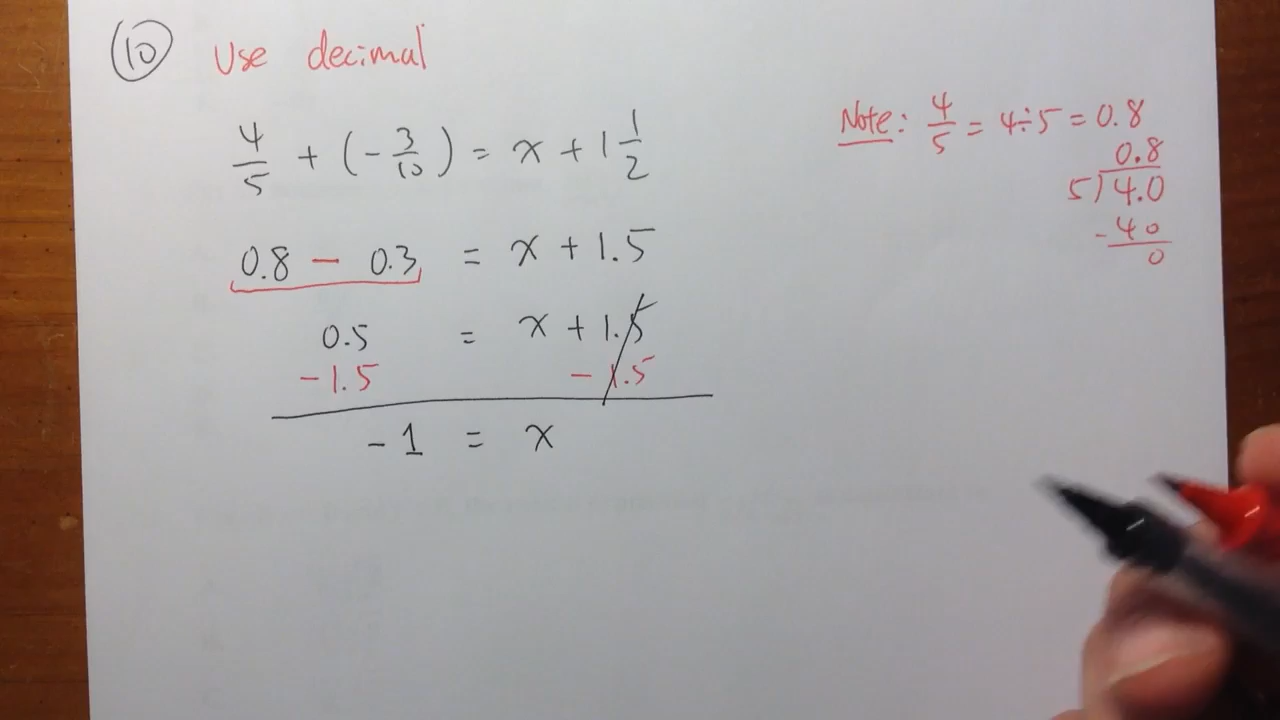 (10) Use decimal
4/5 + (-3/10) = x + 1 1/2
0.8 - 0.3 = x + 1.5
0.5 = x + 1.5
-1.5 - 1.5
-1 = x
Note: 4/5 = 4÷5 = 0.8
0.8
5)4.0
-40
0